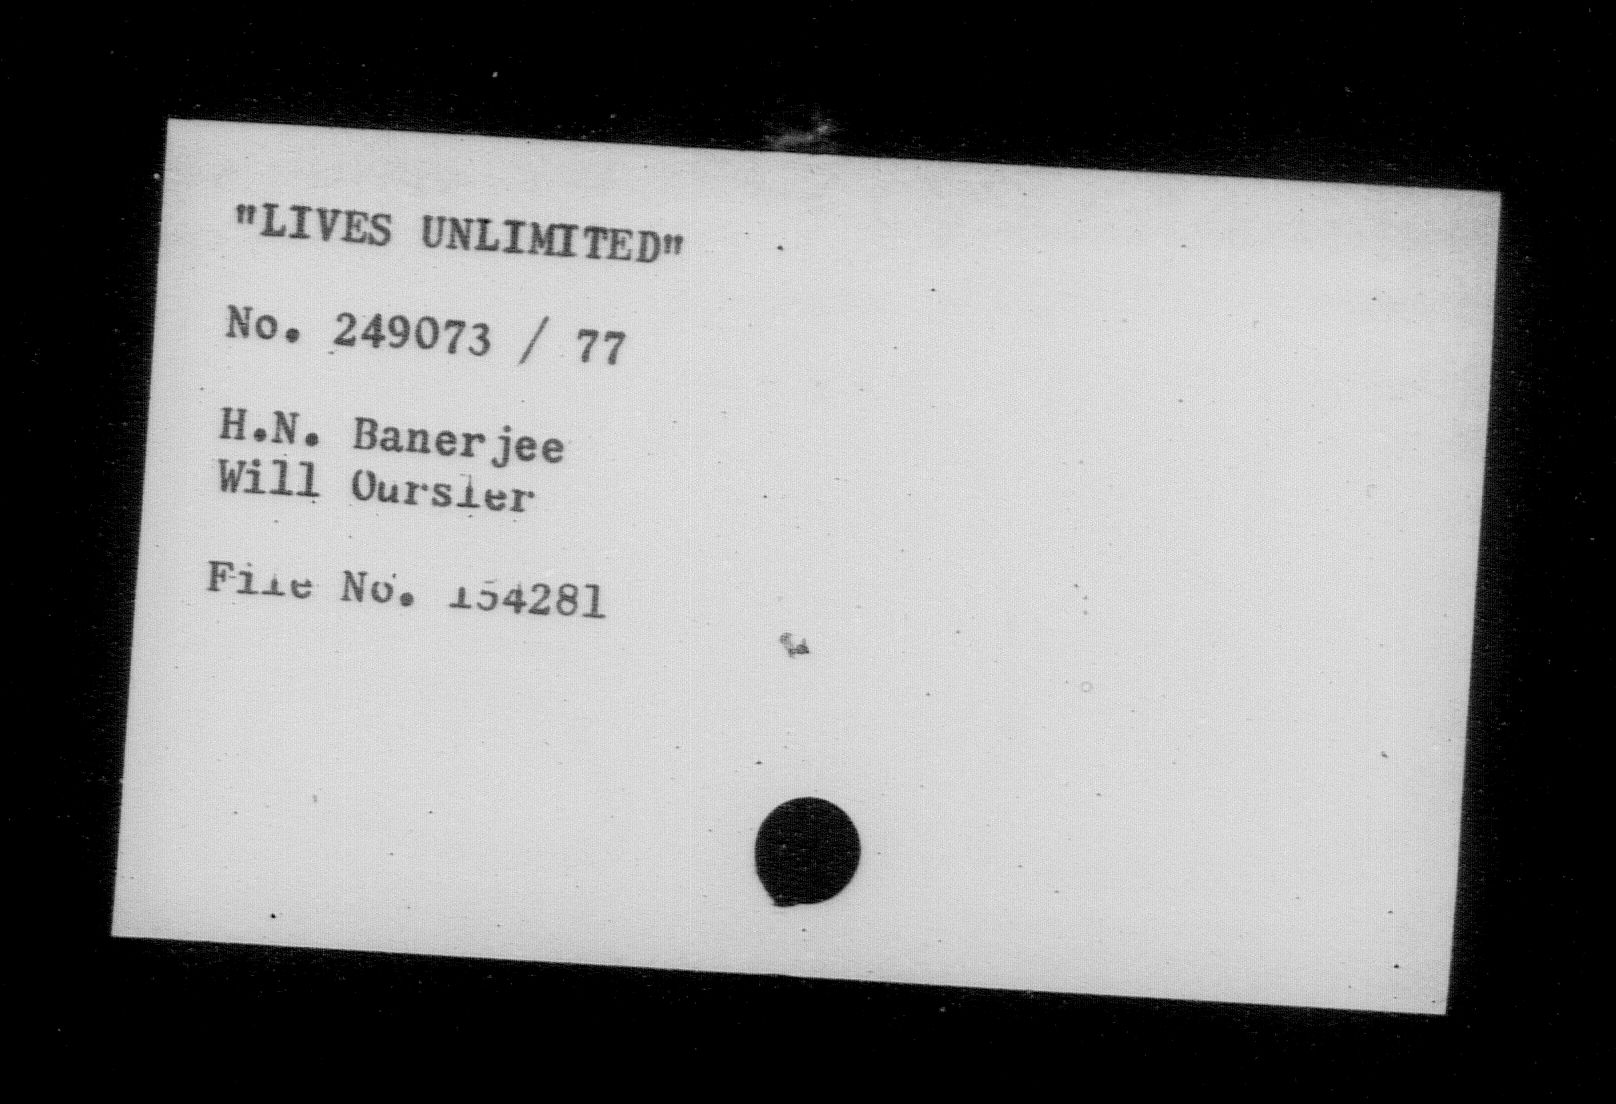 "LIVES UNLIMITED"
No. 249073 / 77
H.N. Banerjee
Will Oursler
File No. 154281